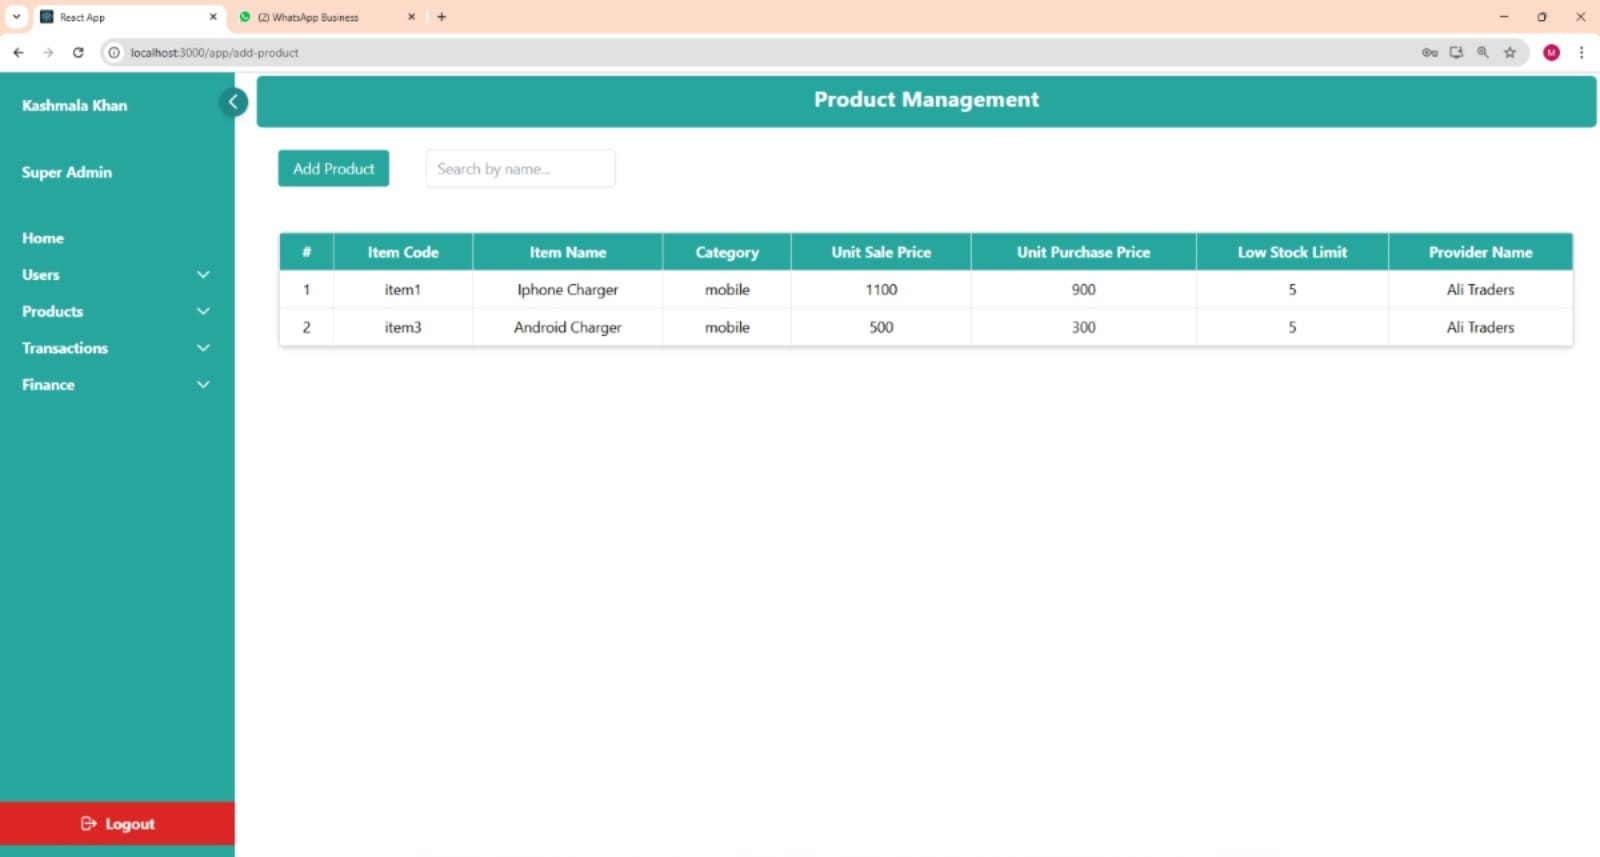 React App
(2) WhatsApp Business
localhost:3000/app/add-product
M
Kashmala Khan
Product Management
Super Admin
Add Product
Search by name...
Home
Users
Products
Transactions
Finance
# Item Code Item Name Category Unit Sale Price Unit Purchase Price Low Stock Limit Provider Name
1 item1 Iphone Charger mobile 1100 900 5 Ali Traders
2 item3 Android Charger mobile 500 300 5 Ali Traders
Logout